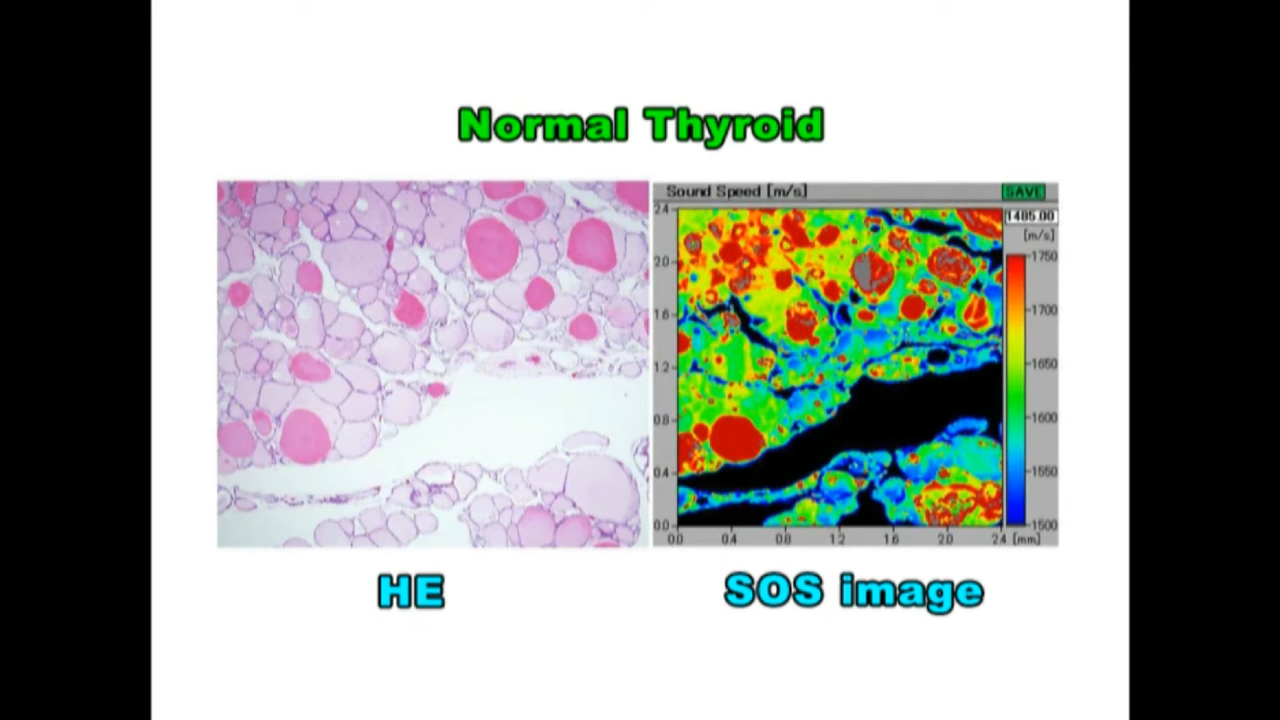 Normal Thyroid
Sound Speed [m/s]
SAVE
1485.00
[m/s]
2.4
2.0
1.6
1.2
0.8
0.4
0.0
1750
1700
1650
1600
1550
1500
0.0 0.4 0.8 1.2 1.6 2.0 2.4 [mm]
HE
SOS image